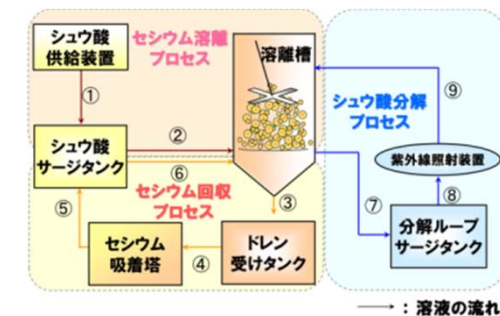 シュウ酸
供給装置
セシウム溶離
プロセス
溶離槽
①
⑨
シュウ酸分解
プロセス
シュウ酸
サージタンク
②
⑥
紫外線照射装置
セシウム回収
プロセス
⑤
③
⑦
⑧
セシウム
吸着塔
④
ドレン
受けタンク
分解ループ
サージタンク
：溶液の流れ